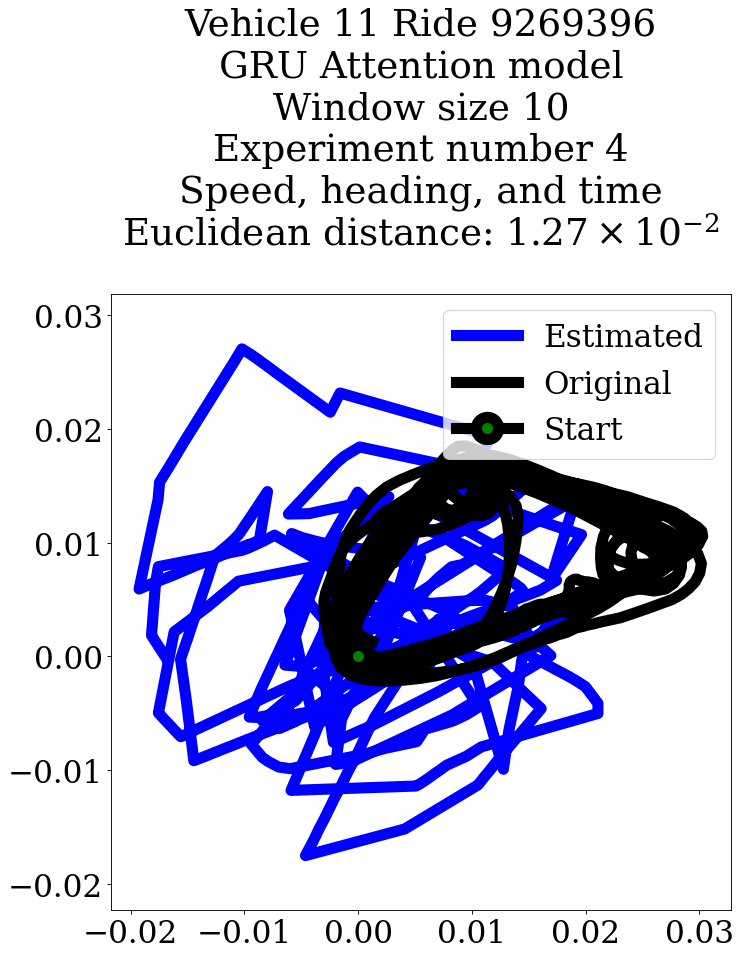 Vehicle 11 Ride 9269396
GRU Attention model
Window size 10
Experiment number 4
Speed, heading, and time
Euclidean distance: 1.27 × 10⁻²
Estimated
Original
Start
0.03
0.02
0.01
0.00
−0.01
−0.02
−0.02 −0.01 0.00 0.01 0.02 0.03